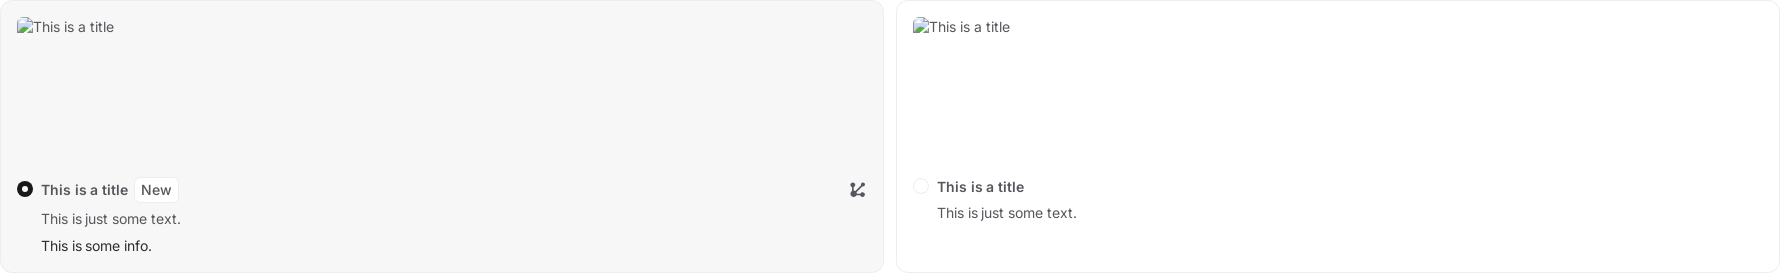 This is a title
This is a title New
This is just some text.
This is some info.
This is a title
This is a title
This is just some text.